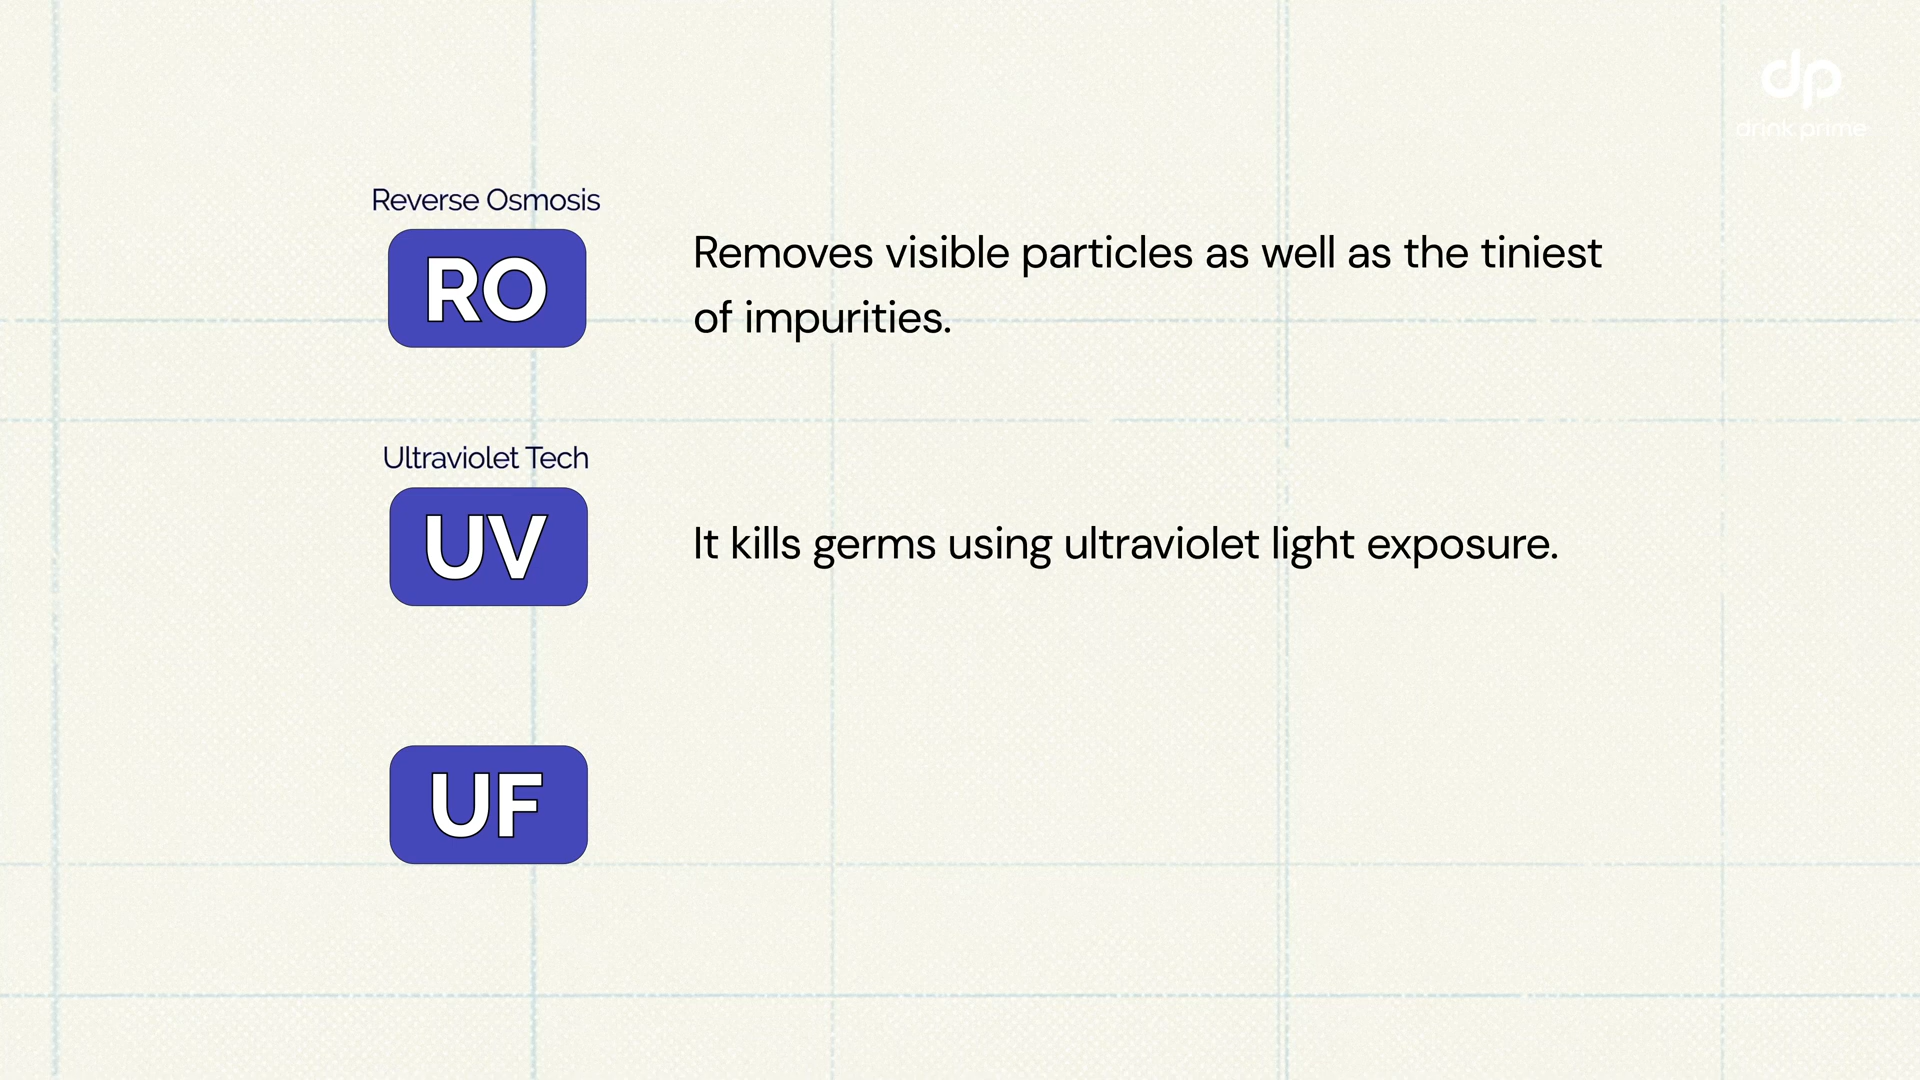 dp
drink prime
Reverse Osmosis
RO
Removes visible particles as well as the tiniest
of impurities.
Ultraviolet Tech
UV
It kills germs using ultraviolet light exposure.
UF